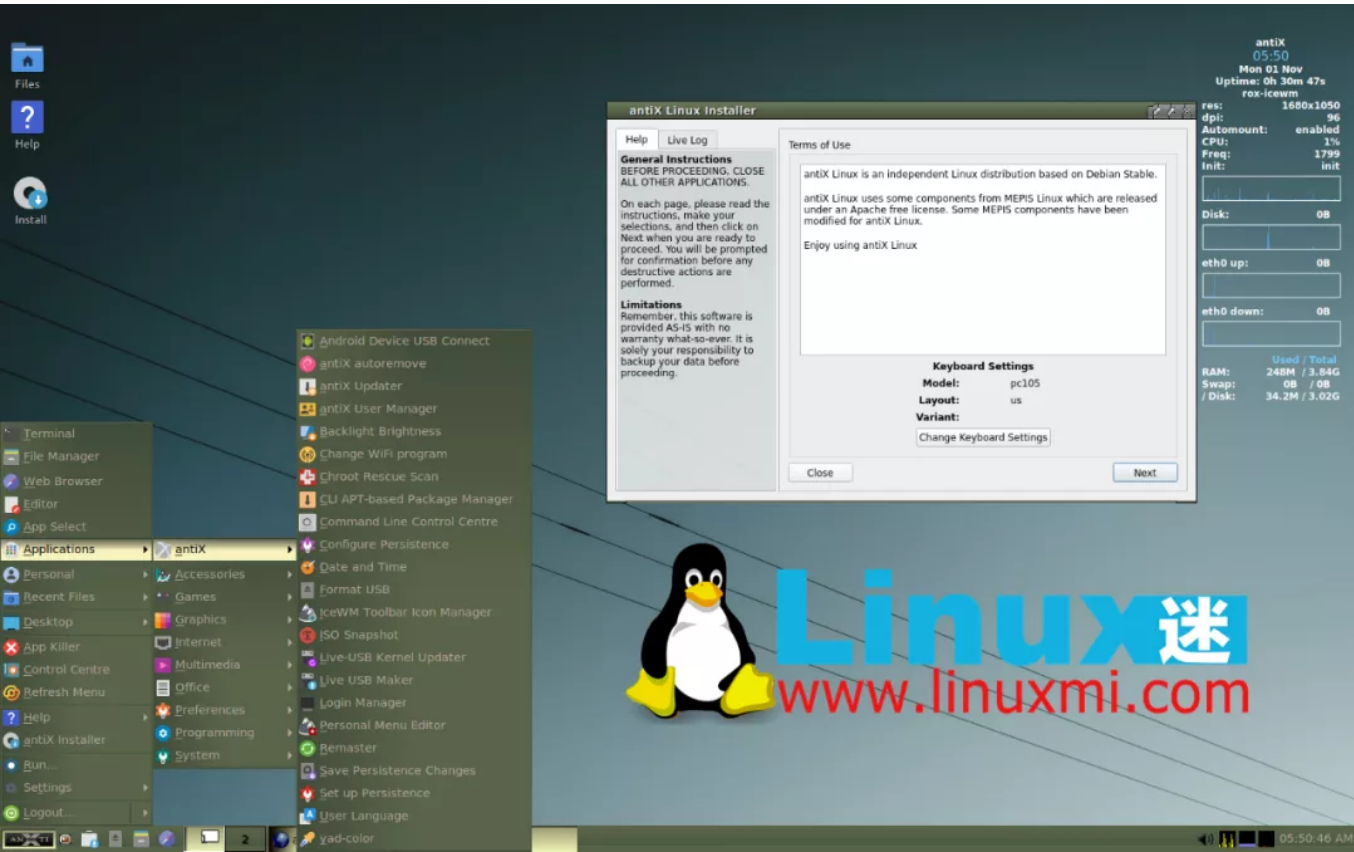 Files
Help
Install
antiX
05:50
Mon 01 Nov
Uptime: 0h 30m 47s
rox-icewm
res: 1680x1050
dpi: 96
Automount: enabled
CPU: 1%
Freq: 1799
Init: init
Disk: 0B
eth0 up: 0B
eth0 down: 0B
Used / Total
RAM: 248M / 3.84G
Swap: 0B / 0B
/ Disk: 34.2M / 3.02G
antiX Linux Installer
Help
Live Log
General Instructions
BEFORE PROCEEDING, CLOSE
ALL OTHER APPLICATIONS.
On each page, please read the
instructions, make your
selections, and then click on
Next when you are ready to
proceed. You will be prompted
for confirmation before any
destructive actions are
performed.
Limitations
Remember, this software is
provided AS-IS with no
warranty what-so-ever. It is
solely your responsibility to
backup your data before
proceeding.
Terms of Use
antiX Linux is an independent Linux distribution based on Debian Stable.
antiX Linux uses some components from MEPIS Linux which are released
under an Apache free license. Some MEPIS components have been
modified for antiX Linux.
Enjoy using antiX Linux
Keyboard Settings
Model: pc105
Layout: us
Variant:
Change Keyboard Settings
Close
Next
Terminal
File Manager
Web Browser
Editor
App Select
Applications
Personal
Recent Files
Desktop
App Killer
Control Centre
Refresh Menu
Help
antiX Installer
Run...
Settings
Logout...
antiX
Accessories
Games
Graphics
Internet
Multimedia
Office
Preferences
Programming
System
Android Device USB Connect
antiX autoremove
antiX Updater
antiX User Manager
Backlight Brightness
Change WiFi program
Chroot Rescue Scan
CLI APT-based Package Manager
Command Line Control Centre
Configure Persistence
Date and Time
Format USB
IceWM Toolbar Icon Manager
ISO Snapshot
Live-USB Kernel Updater
Live USB Maker
Login Manager
Personal Menu Editor
Remaster
Save Persistence Changes
Set up Persistence
User Language
yad-color
Linux迷
www.linuxmi.com
ANXTI
2
05:50:46 AM